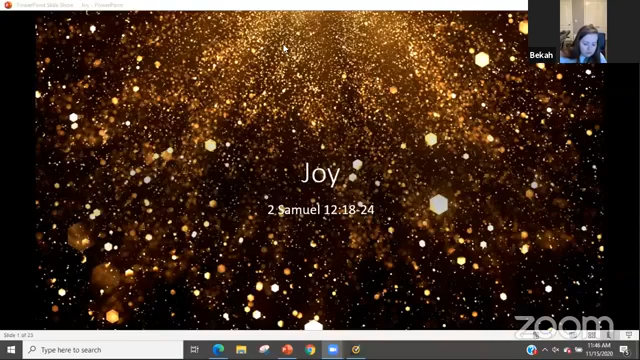 PowerPoint Slide Show - Joy - PowerPoint
Bekah
Joy
2 Samuel 12:18-24
Slide 1 of 25
zoom
Type here to search
11:46 AM
11/15/2020